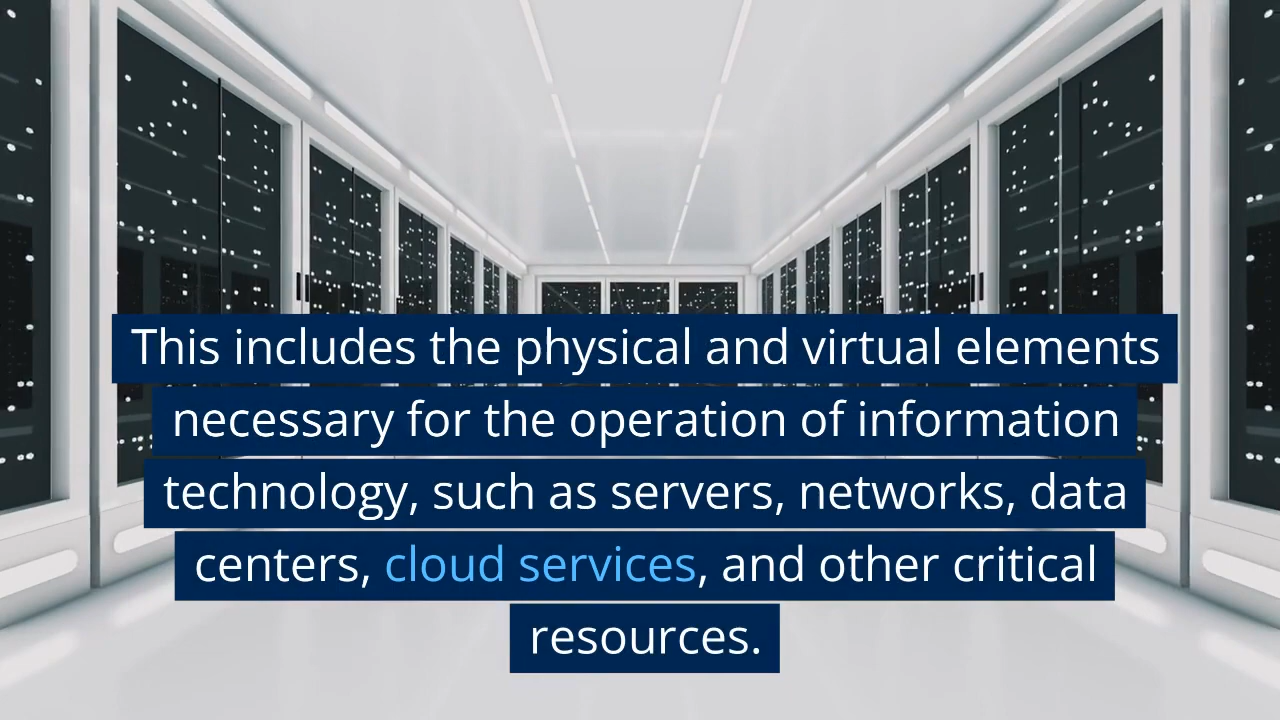 This includes the physical and virtual elements
necessary for the operation of information
technology, such as servers, networks, data
centers, cloud services, and other critical
resources.